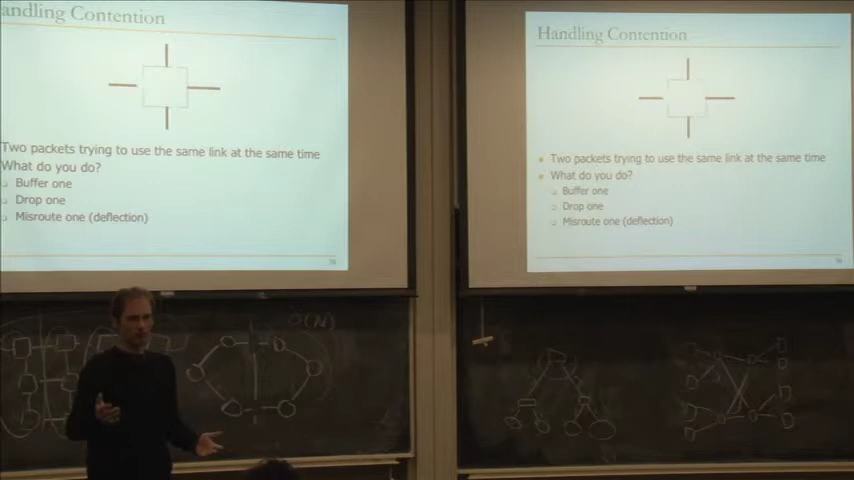 andling Contention
Two packets trying to use the same link at the same time
What do you do?
Buffer one
Drop one
Misroute one (deflection)
Handling Contention
Two packets trying to use the same link at the same time
What do you do?
Buffer one
Drop one
Misroute one (deflection)
O(N)